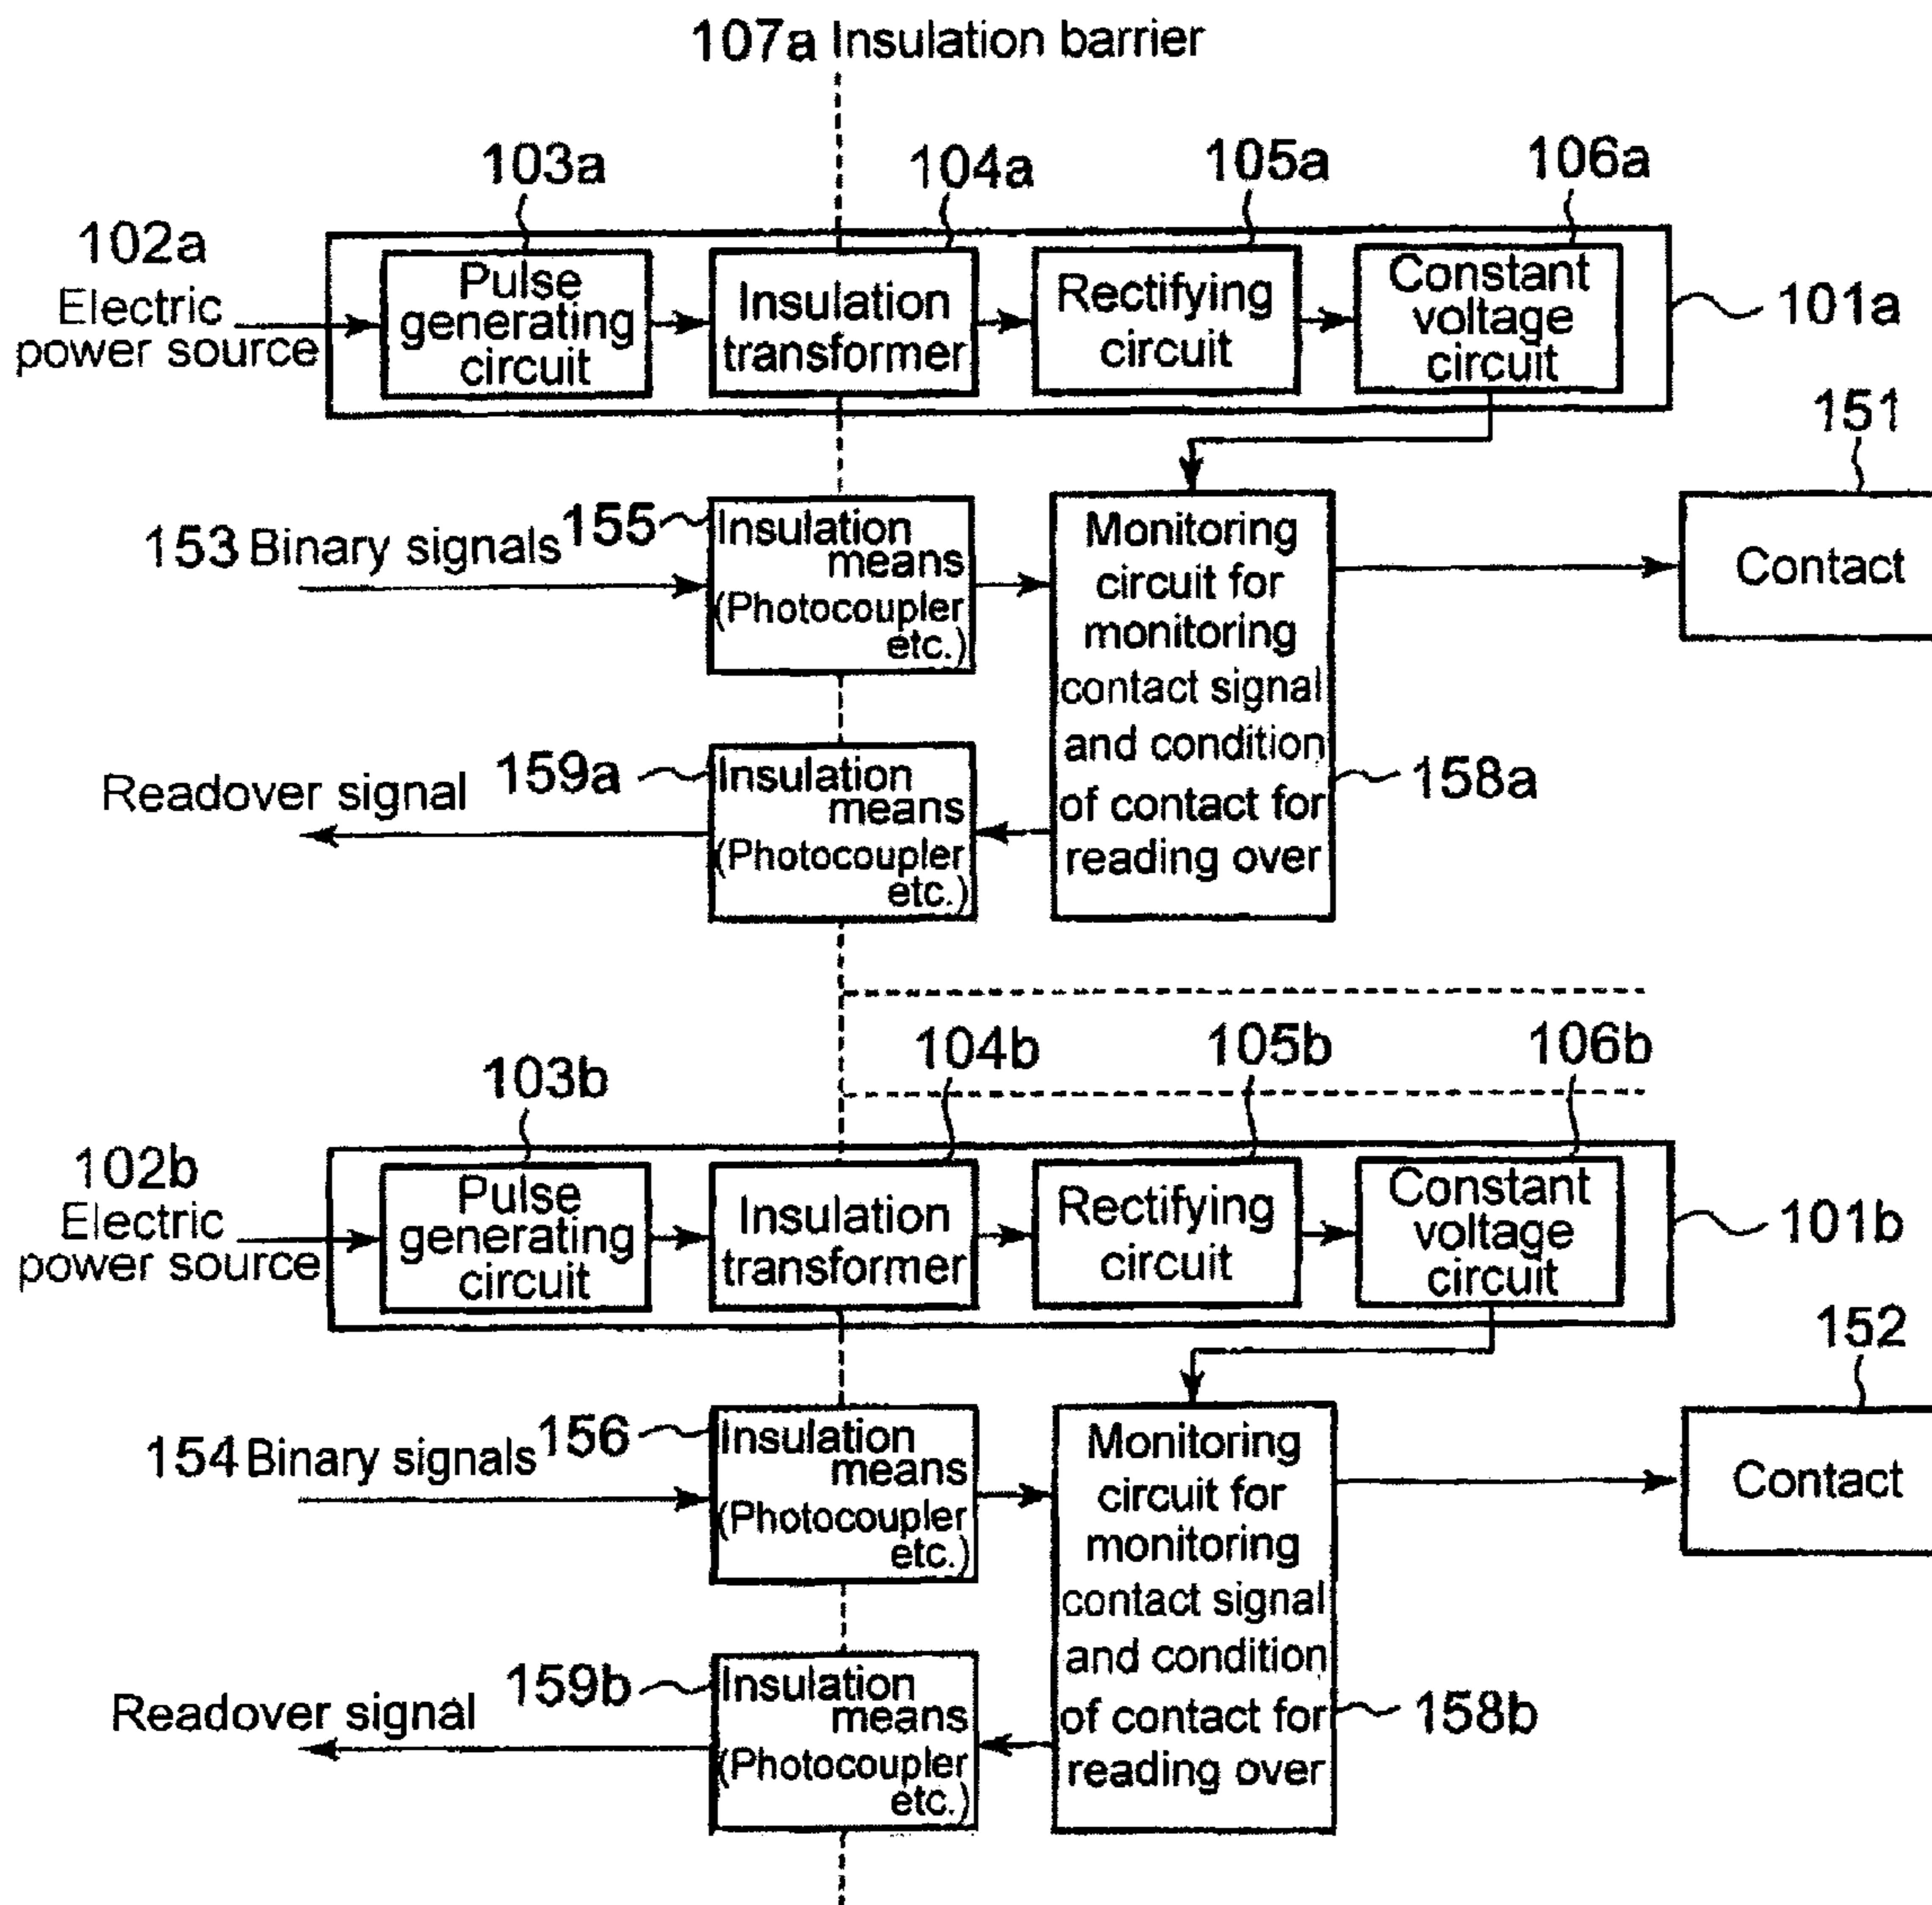 107a Insulation barrier
103a
104a
105a
106a
102a
Electric
power source
Pulse
generating
circuit
Insulation
transformer
Rectifying
circuit
Constant
voltage
circuit
101a
151
153 Binary signals
155
Insulation
means
(Photocoupler
etc.)
Monitoring
circuit for
monitoring
contact signal
and condition
of contact for
reading over
Contact
Readover signal
159a
Insulation
means
(Photocoupler
etc.)
158a
103b
104b
105b
106b
102b
Electric
power source
Pulse
generating
circuit
Insulation
transformer
Rectifying
circuit
Constant
voltage
circuit
101b
152
154 Binary signals
156
Insulation
means
(Photocoupler
etc.)
Monitoring
circuit for
monitoring
contact signal
and condition
of contact for
reading over
Contact
Readover signal
159b
Insulation
means
(Photocoupler
etc.)
158b